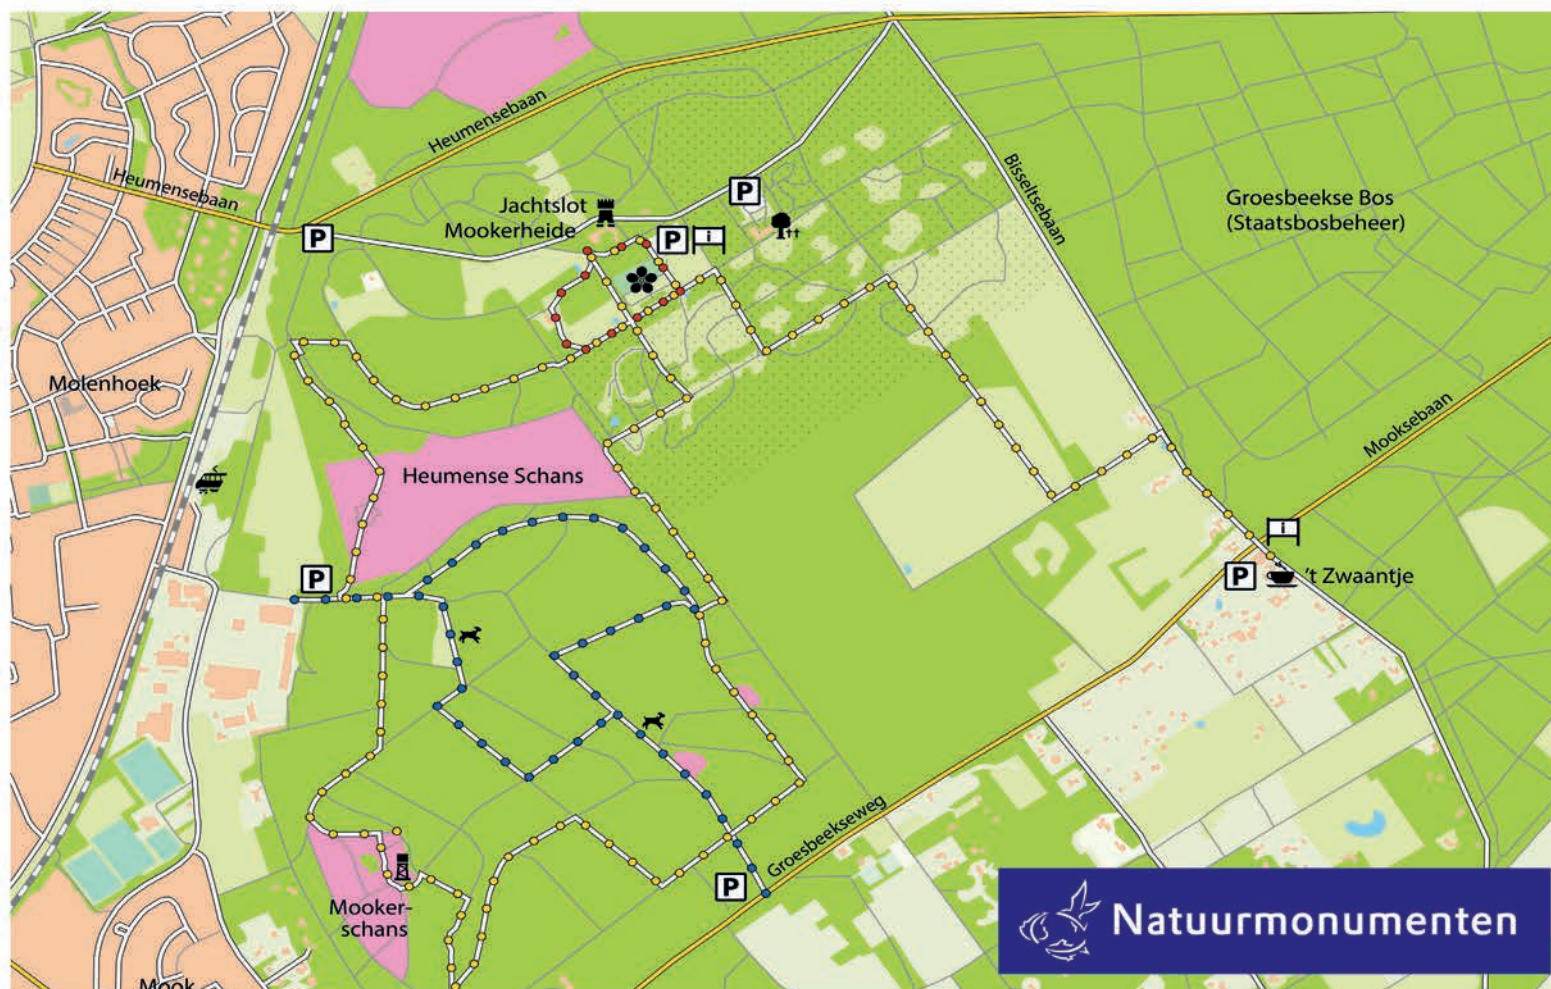 Heumensebaan
Heumensebaan
P
Jachtslot
Mookerheide
P
P
i
P
Bisseltsebaan
Groesbeekse Bos
(Staatsbosbeheer)
Molenhoek
Mooksebaan
Heumense Schans
i
P
't Zwaantje
P
Groesbeekseweg
P
Mooker-
schans
Mook
Natuurmonumenten